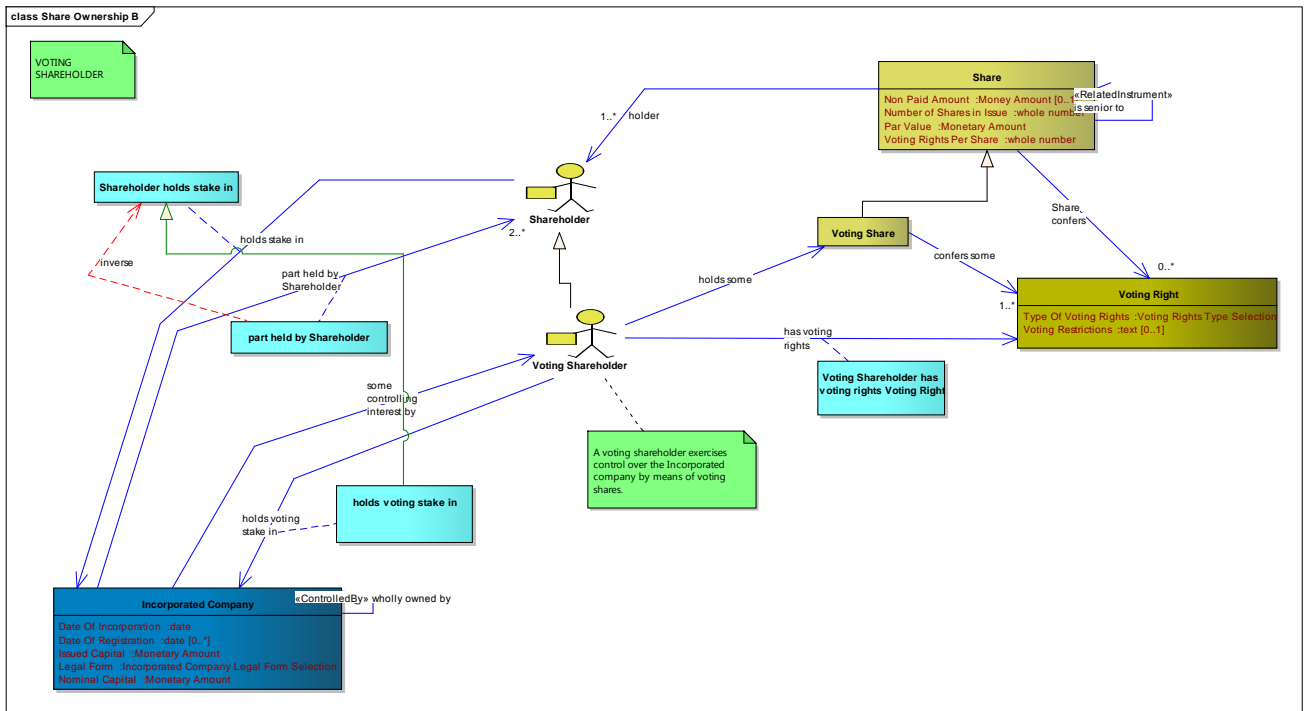 class Share Ownership B
VOTING
SHAREHOLDER
Share
Non Paid Amount :Money Amount [0..1
Number of Shares in Issue :whole number
Par Value :Monetary Amount
Voting Rights Per Share :whole number
«RelatedInstrument»
is senior to
1..* holder
Shareholder holds stake in
Shareholder
2..*
holds stake in
Share
confers
Voting Share
confers some
inverse
part held by
Shareholder
holds some
0..*
1..*
Voting Right
Type Of Voting Rights :Voting Rights Type Selection
Voting Restrictions :text [0..1]
part held by Shareholder
has voting
rights
Voting Shareholder
Voting Shareholder has
voting rights Voting Right
some
controlling
interest by
A voting shareholder exercises
control over the Incorporated
company by means of voting
shares.
holds voting stake in
holds voting
stake in
Incorporated Company
«ControlledBy» wholly owned by
Date Of Incorporation :date
Date Of Registration :date [0..*]
Issued Capital :Monetary Amount
Legal Form :Incorporated Company Legal Form Selection
Nominal Capital :Monetary Amount